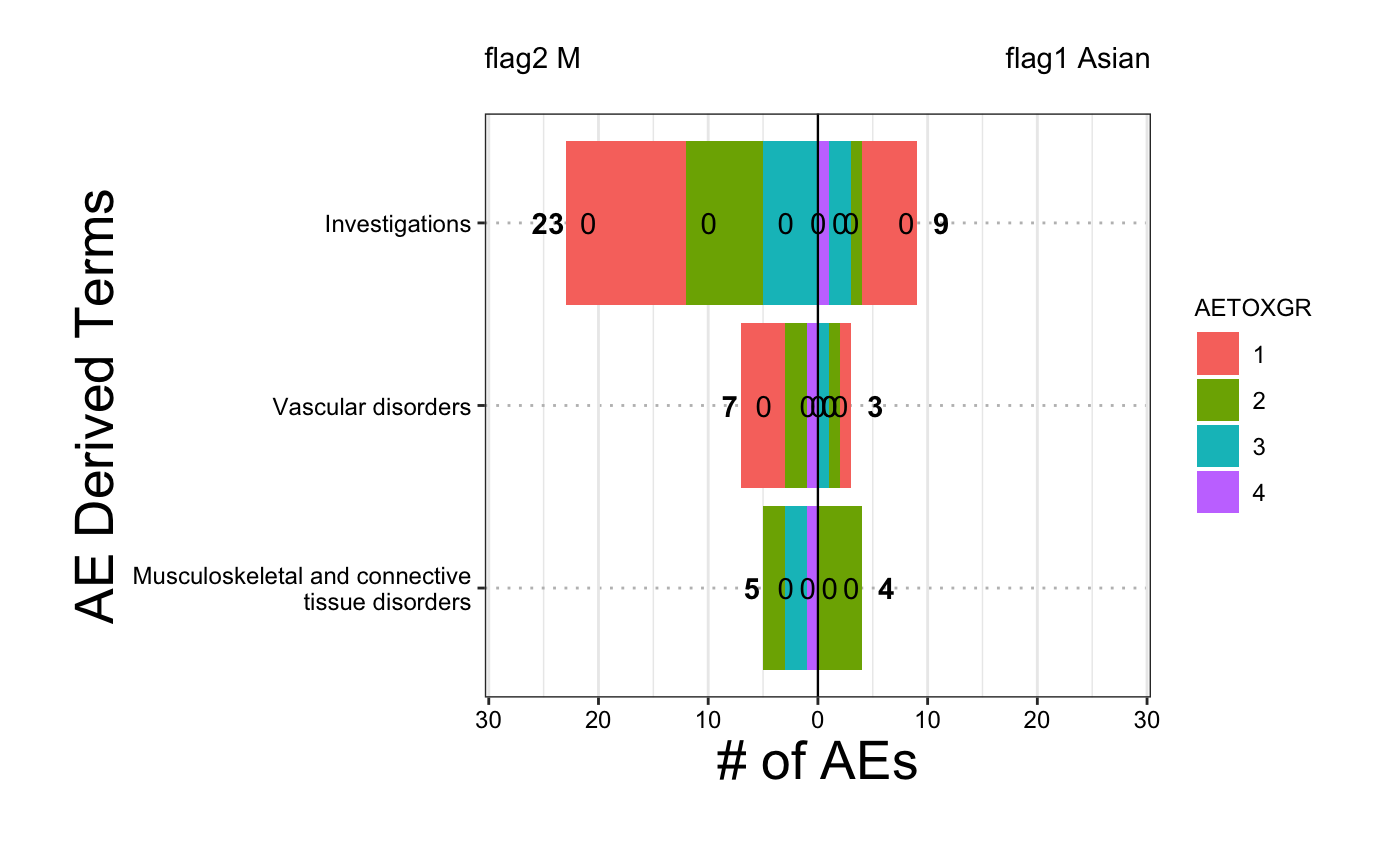 flag2 M flag1 Asian
AE Derived Terms
Investigations
23 0 0 0 0 0 0 0 9
Vascular disorders
7 0 0 0 0 0 3
Musculoskeletal and connective
tissue disorders
5 0 0 0 0 4
30 20 10 0 10 20 30
# of AEs
AETOXGR
1
2
3
4